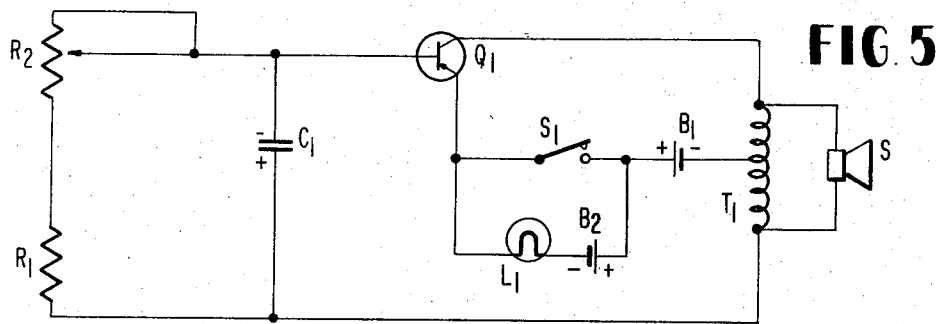 FIG. 5
R2
Q1
C1
S1
B1
+ -
S
-
+
T1
B2
R1
L1
- +